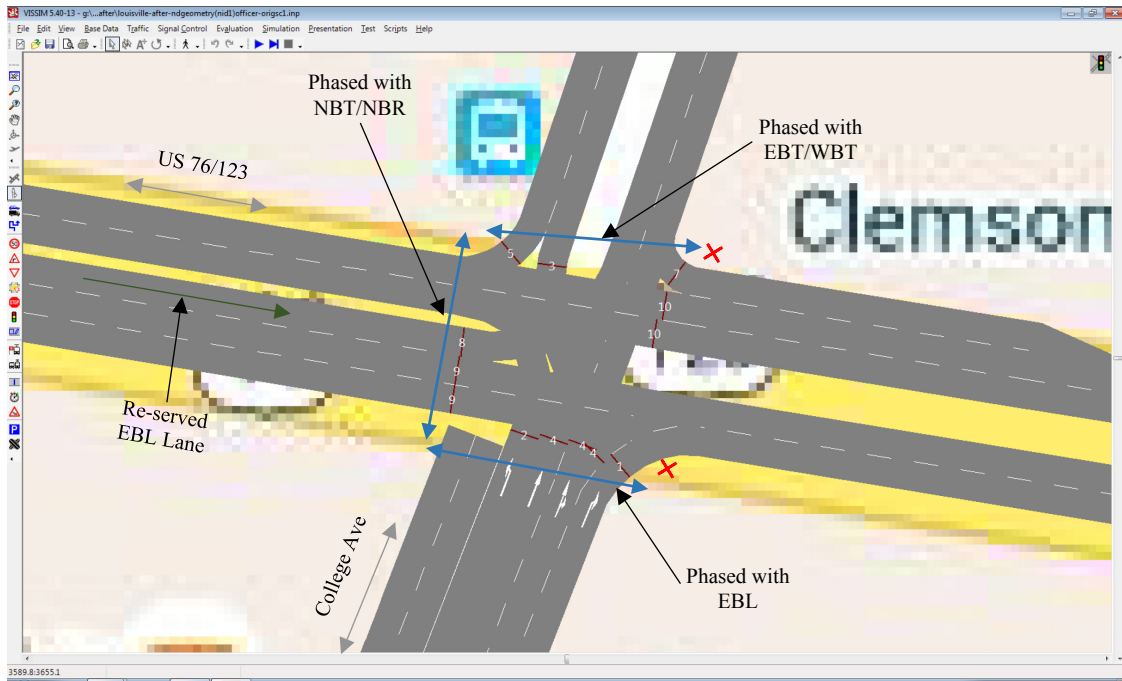 VISSIM 5.40-13 - g:\...after\louisville-after-ndgeometry(nid1)officer-origsc1.inp
File Edit View Base Data Traffic Signal Control Evaluation Simulation Presentation Test Scripts Help
Phased with
NBT/NBR
Phased with
EBT/WBT
US 76/123
Clemson
5
3
7
10
10
8
9
9
Re-served
EBL Lane
2
4
4
4
1
College Ave
Phased with
EBL
3589.8:3655.1